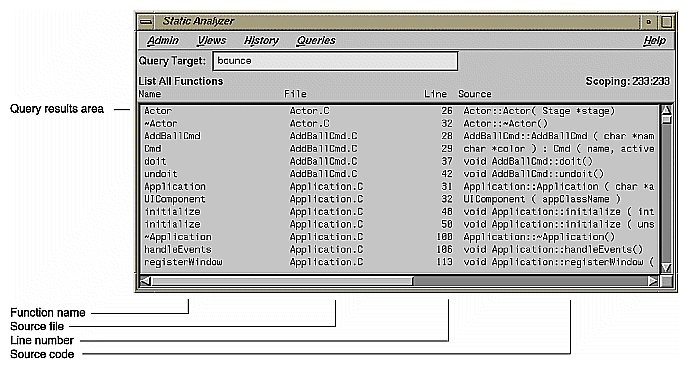 Static Analyzer
Admin Views History Queries Help
Query Target: bounce
List All Functions Scoping: 233:233
Name File Line Source
Query results area
Actor Actor.C 26 Actor::Actor( Stage *stage)
~Actor Actor.C 32 Actor::~Actor()
AddBallCmd AddBallCmd.C 28 AddBallCmd::AddBallCmd ( char *nam
Cmd AddBallCmd.C 29 char *color ) : Cmd ( name, active
doit AddBallCmd.C 37 void AddBallCmd::doit()
undoit AddBallCmd.C 42 void AddBallCmd::undoit()
Application Application.C 31 Application::Application ( char *a
UIComponent Application.C 32 UIComponent ( appClassName )
initialize Application.C 46 void Application::initialize ( int
initialize Application.C 50 void Application::initialize ( uns
~Application Application.C 100 Application::~Application()
handleEvents Application.C 106 void Application::handleEvents()
registerWindow Application.C 113 void Application::registerWindow (
Function name
Source file
Line number
Source code